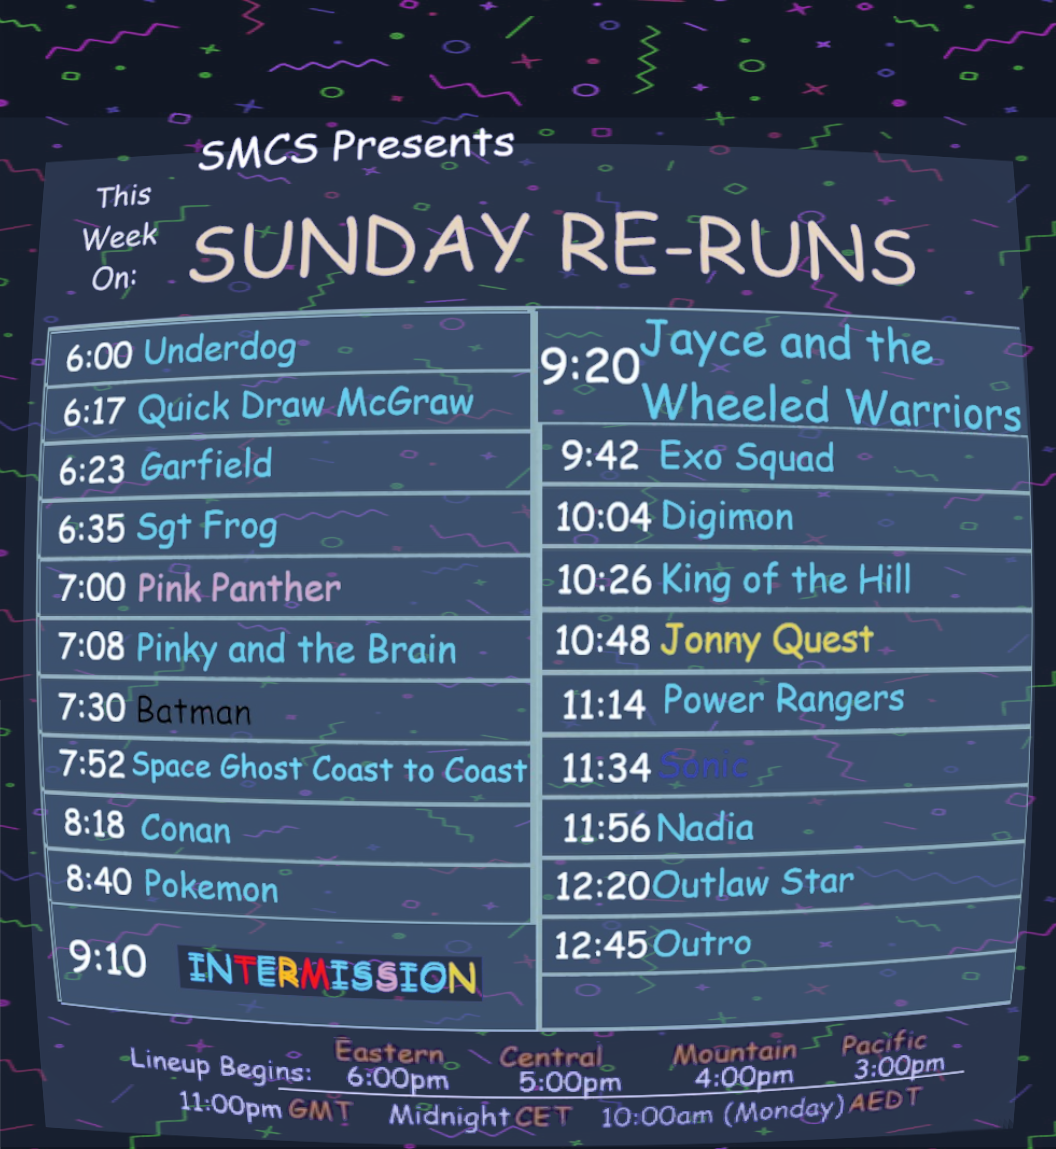 SMCS Presents
This
Week
On:
SUNDAY RE-RUNS
6:00 Underdog
6:17 Quick Draw McGraw
6:23 Garfield
6:35 Sgt Frog
7:00 Pink Panther
7:08 Pinky and the Brain
7:30 Batman
7:52 Space Ghost Coast to Coast
8:18 Conan
8:40 Pokemon
9:10 INTERMISSION
9:20 Jayce and the
Wheeled Warriors
9:42 Exo Squad
10:04 Digimon
10:26 King of the Hill
10:48 Jonny Quest
11:14 Power Rangers
11:34 Sonic
11:56 Nadia
12:20 Outlaw Star
12:45 Outro
Eastern Central Mountain Pacific
Lineup Begins: 6:00pm 5:00pm 4:00pm 3:00pm
11:00pm GMT Midnight CET 10:00am (Monday) AEDT